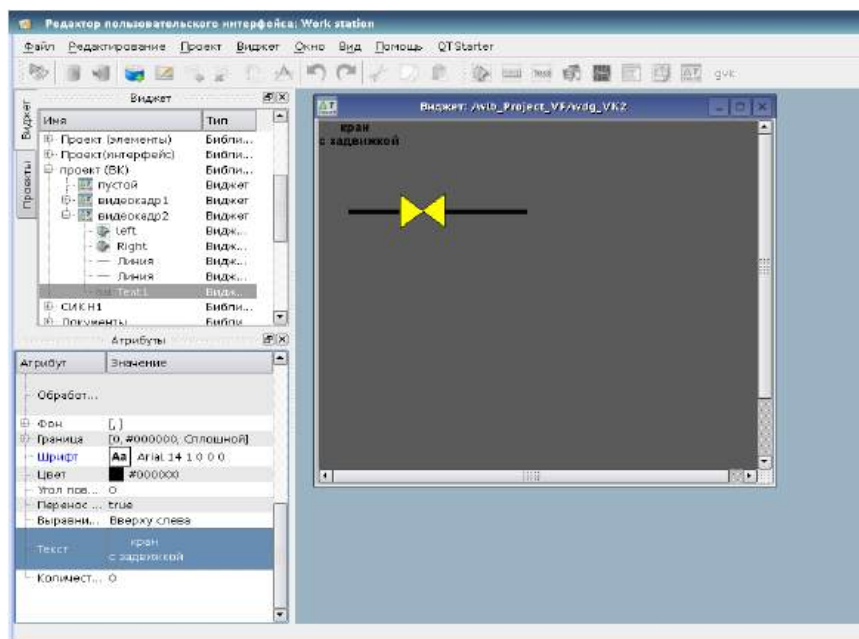 Редактор пользовательского интерфейса: Work station
Файл Редактирование Проект Виджет Окно Вид Помощь QTStarter
gvk
Виджет
Виджет
Проекты
Имя Тип
Проект (элементы) Библи...
Проект(интерфейс) Библи...
проект (ВК) Библи...
пустой Виджет
видеокадр1 Виджет
видеокадр2 Виджет
Left Видж...
Right Видж...
Линия Видж...
Линия Видж...
Text1 Видж...
СИКН1 Библи...
Документы Библи
Атрибуты
Атрибут Значение
Обработ...
Фон [, ]
Граница [0, #000000, Сплошной]
Шрифт Aa Arial 14 1 0 0 0
Цвет #000000
Угол пов... 0
Перенос ... true
Выравни... Вверху слева
Текст кран
с задвижкой
Количест... 0
Виджет: /wlb_Project_VF/wdg_VK2
кран
с задвижкой